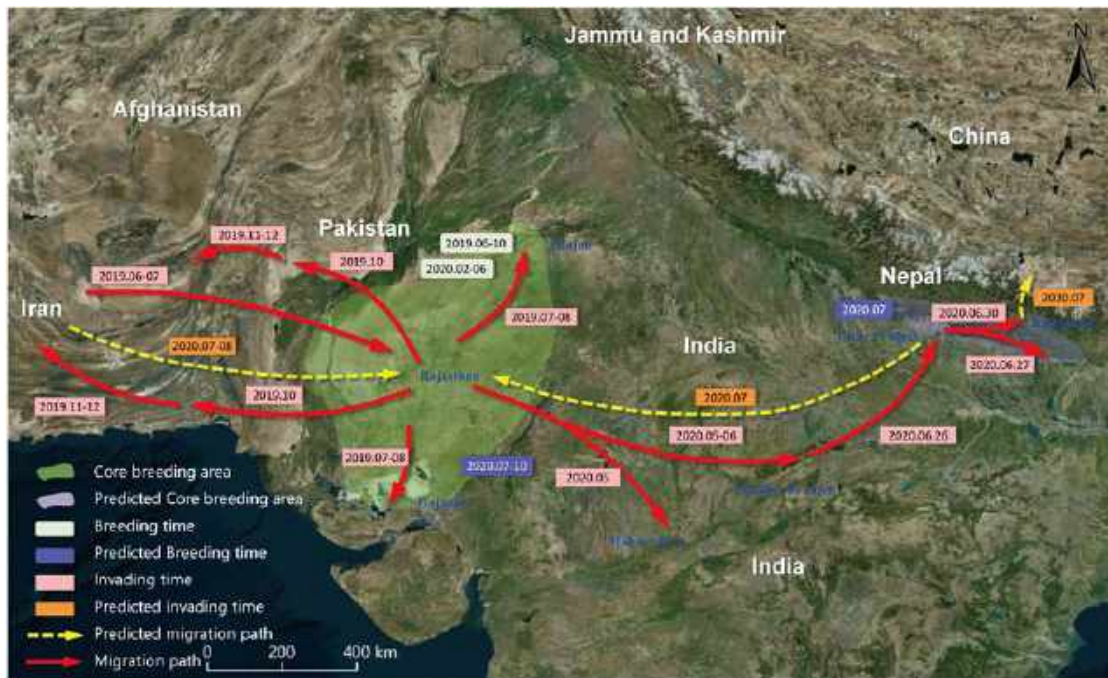 Jammu and Kashmir
N
Afghanistan
China
Pakistan
2019.11-12
2019.10
2020.02-06
2019.06-07
2019.07-08
Nepal
2020.07
2020.06.30
2020.07
Iran
2020.07-08
India
2020.06.27
Rajasthan
2019.10
2020.07
2019.11-12
2020.05-06
2020.06.26
2019.07-08
2020.07-10
2020.05
Gujarat
India
Core breeding area
Predicted Core breeding area
Breeding time
Predicted Breeding time
Invading time
Predicted invading time
Predicted migration path
Migration path
0 200 400 km